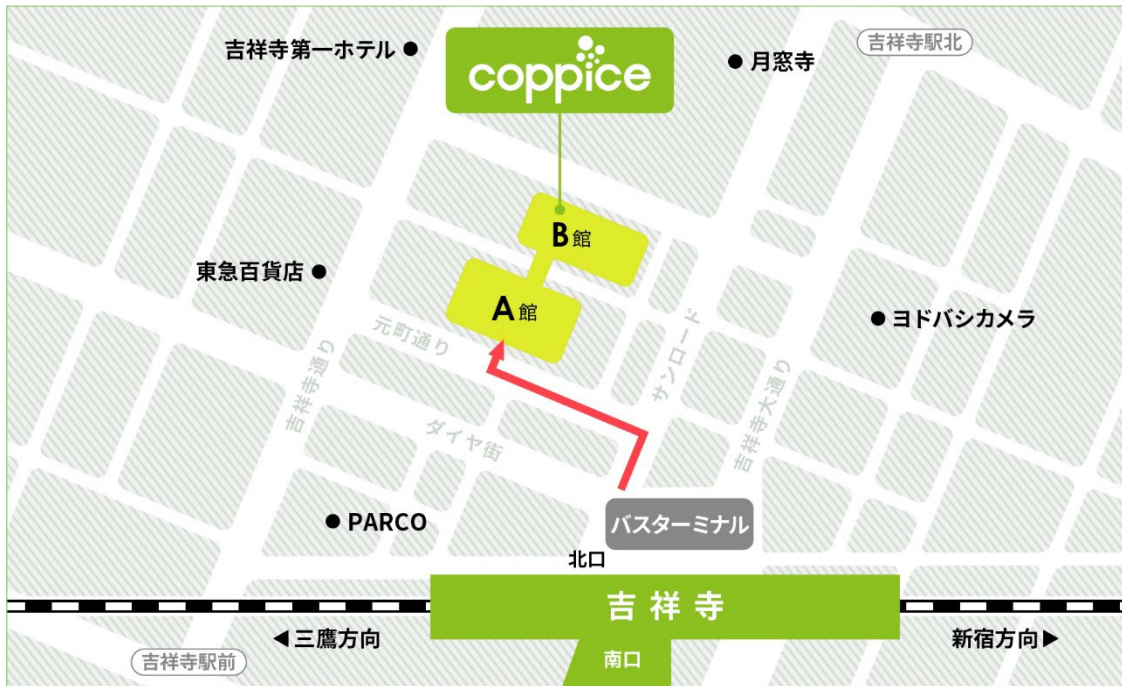 吉祥寺第一ホテル
coppice
月窓寺
吉祥寺駅北
B館
東急百貨店
A館
ヨドバシカメラ
元町通り
サンロード
吉祥寺通り
吉祥寺大通り
ダイヤ街
PARCO
バスターミナル
北口
吉祥寺
三鷹方向
新宿方向
吉祥寺駅前
南口